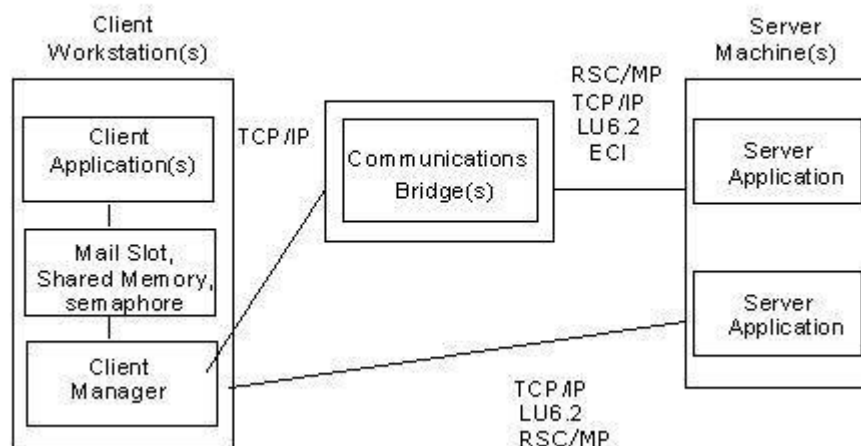 Client
Workstation(s)
Server
Machine(s)
Client
Application(s)
Mail Slot,
Shared Memory,
semaphore
Client
Manager
TCP/IP
Communications
Bridge(s)
RSC/MP
TCP/IP
LU6.2
ECI
Server
Application
Server
Application
TCP/IP
LU6.2
RSC/MP